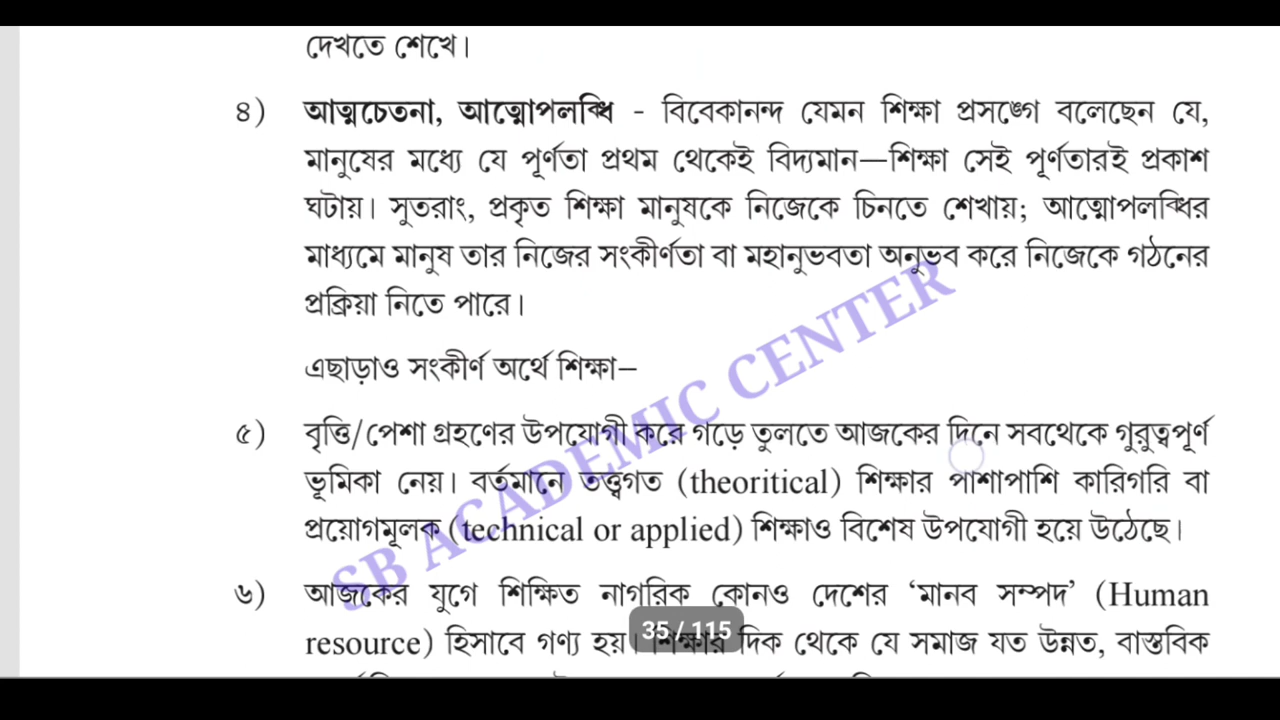 দেখতে শেখে।
৪) আত্মচেতনা, আত্মোপলব্ধি - বিবেকানন্দ যেমন শিক্ষা প্রসঙ্গে বলেছেন যে,
মানুষের মধ্যে যে পূর্ণতা প্রথম থেকেই বিদ্যমান—শিক্ষা সেই পূর্ণতারই প্রকাশ
ঘটায়। সুতরাং, প্রকৃত শিক্ষা মানুষকে নিজেকে চিনতে শেখায়; আত্মোপলব্ধির
মাধ্যমে মানুষ তার নিজের সংকীর্ণতা বা মহানুভবতা অনুভব করে নিজেকে গঠনের
প্রক্রিয়া নিতে পারে।
এছাড়াও সংকীর্ণ অর্থে শিক্ষা–
৫) বৃত্তি/পেশা গ্রহণের উপযোগী করে গড়ে তুলতে আজকের দিনে সবথেকে গুরুত্বপূর্ণ
ভূমিকা নেয়। বর্তমানে তত্ত্বগত (theoritical) শিক্ষার পাশাপাশি কারিগরি বা
প্রয়োগমূলক (technical or applied) শিক্ষাও বিশেষ উপযোগী হয়ে উঠেছে।
৬) আজকের যুগে শিক্ষিত নাগরিক কোনও দেশের ‘মানব সম্পদ’ (Human
resource) হিসাবে গণ্য হয়। শিক্ষার দিক থেকে যে সমাজ যত উন্নত, বাস্তবিক
35 / 115
SB ACADEMIC CENTER